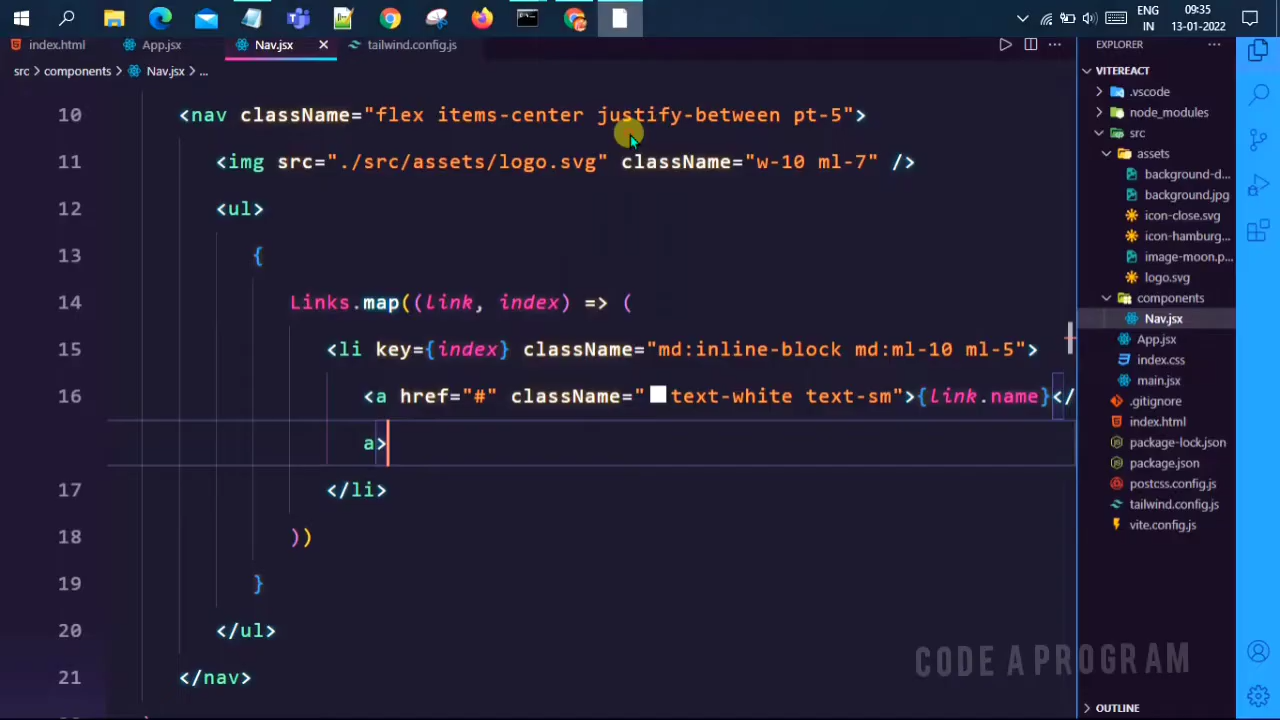 ENG
09:35
IN
13-01-2022
index.html
App.jsx
Nav.jsx
tailwind.config.js
src > components > Nav.jsx > ...
10 <nav className="flex items-center justify-between pt-5">
11 <img src="./src/assets/logo.svg" className="w-10 ml-7" />
12 <ul>
13 {
14 Links.map((link, index) => (
15 <li key={index} className="md:inline-block md:ml-10 ml-5">
16 <a href="#" className="text-white text-sm">{link.name}</
a>
17 </li>
18 ))
19 }
20 </ul>
21 </nav>
EXPLORER
VITEREACT
.vscode
node_modules
src
assets
background-d...
background.jpg
icon-close.svg
icon-hamburg...
image-moon.p...
logo.svg
components
Nav.jsx
App.jsx
index.css
main.jsx
.gitignore
index.html
package-lock.json
package.json
postcss.config.js
tailwind.config.js
vite.config.js
OUTLINE
CODE A PROGRAM